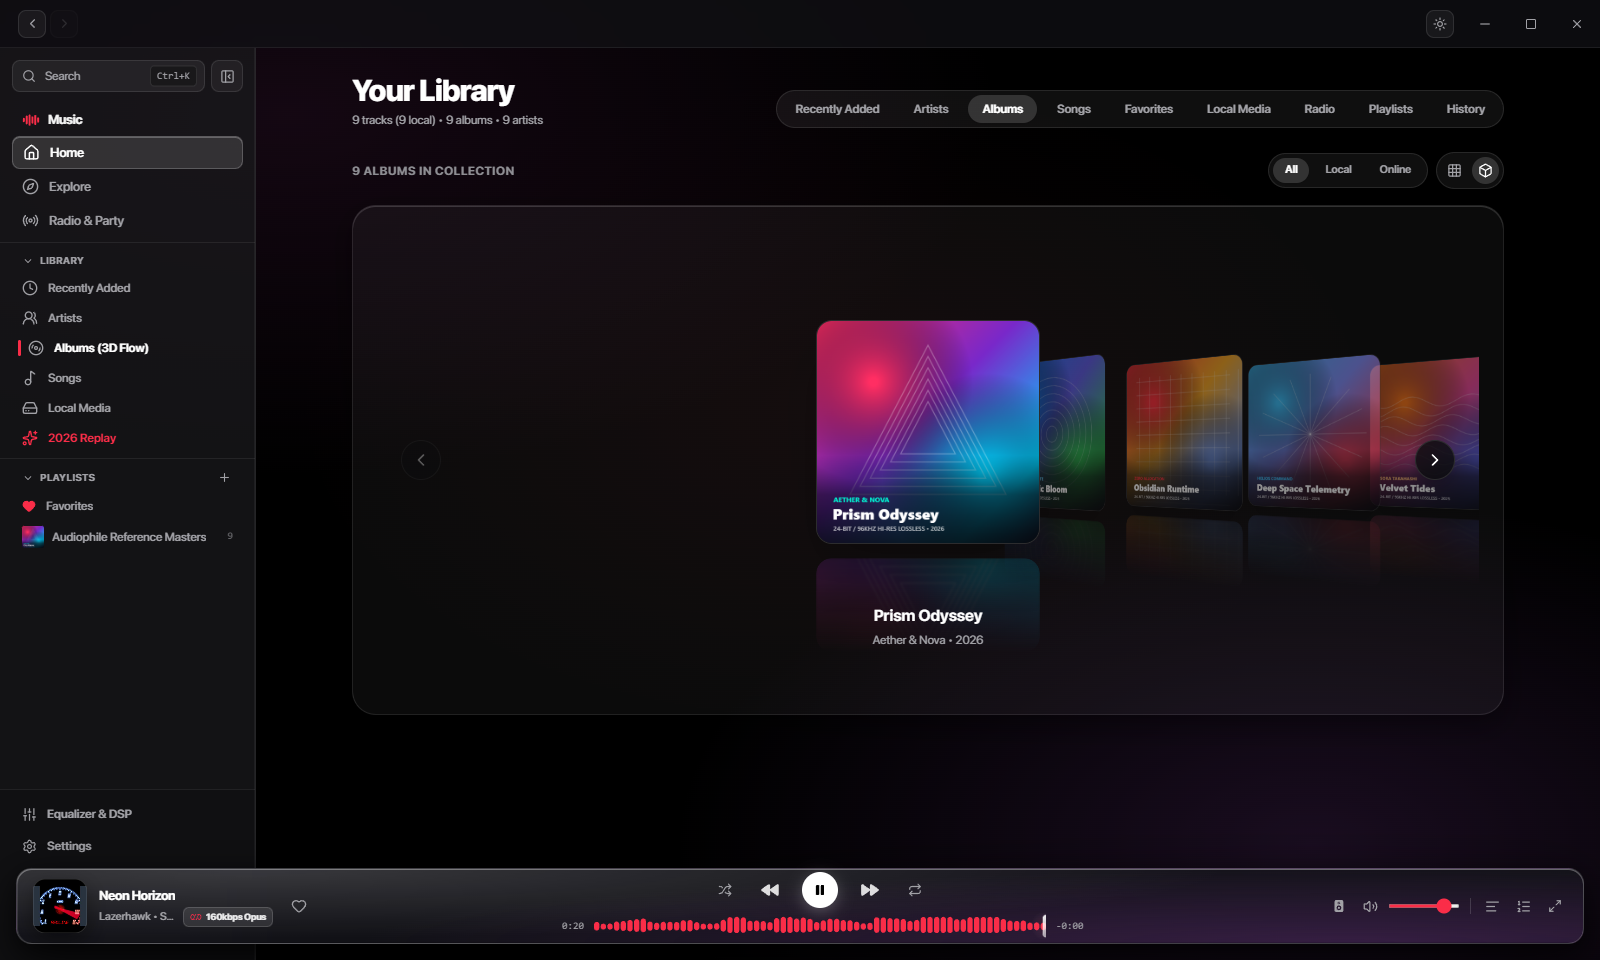 Search
Ctrl+K
Music
Home
Explore
Radio & Party
LIBRARY
Recently Added
Artists
Albums (3D Flow)
Songs
Local Media
2026 Replay
PLAYLISTS
Favorites
Audiophile Reference Masters 9
Equalizer & DSP
Settings
Your Library
9 tracks (9 local) • 9 albums • 9 artists
Recently Added Artists Albums Songs Favorites Local Media Radio Playlists History
9 ALBUMS IN COLLECTION
All Local Online
AETHER & NOVA
Prism Odyssey
24-BIT / 96KHZ HI-RES LOSSLESS • 2026
Bloom
Obsidian Runtime
Deep Space Telemetry
Velvet Tides
Prism Odyssey
Aether & Nova • 2026
Neon Horizon
Lazerhawk • S...
160kbps Opus
0:20
-0:00